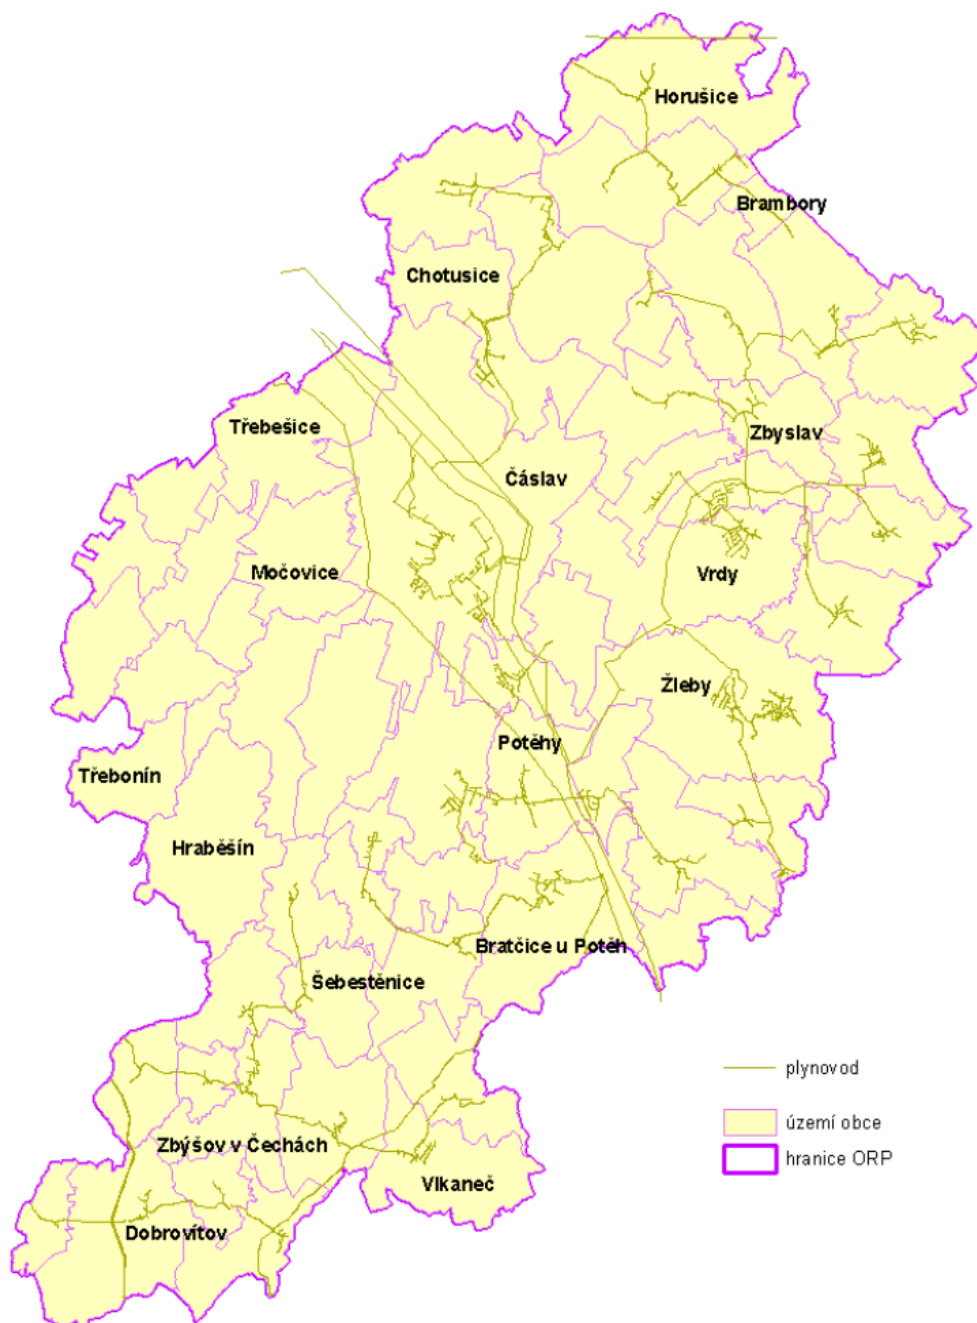 Horušice
Brambory
Chotusice
Třebešice
Zbyslav
Čáslav
Močovice
Vrdy
Žleby
Potěhy
Třebonín
Hraběšín
Bratčice u Potěh
Šebestěnice
plynovod
území obce
Zbýšov v Čechách
hranice ORP
Vlkaneč
Dobrovítov